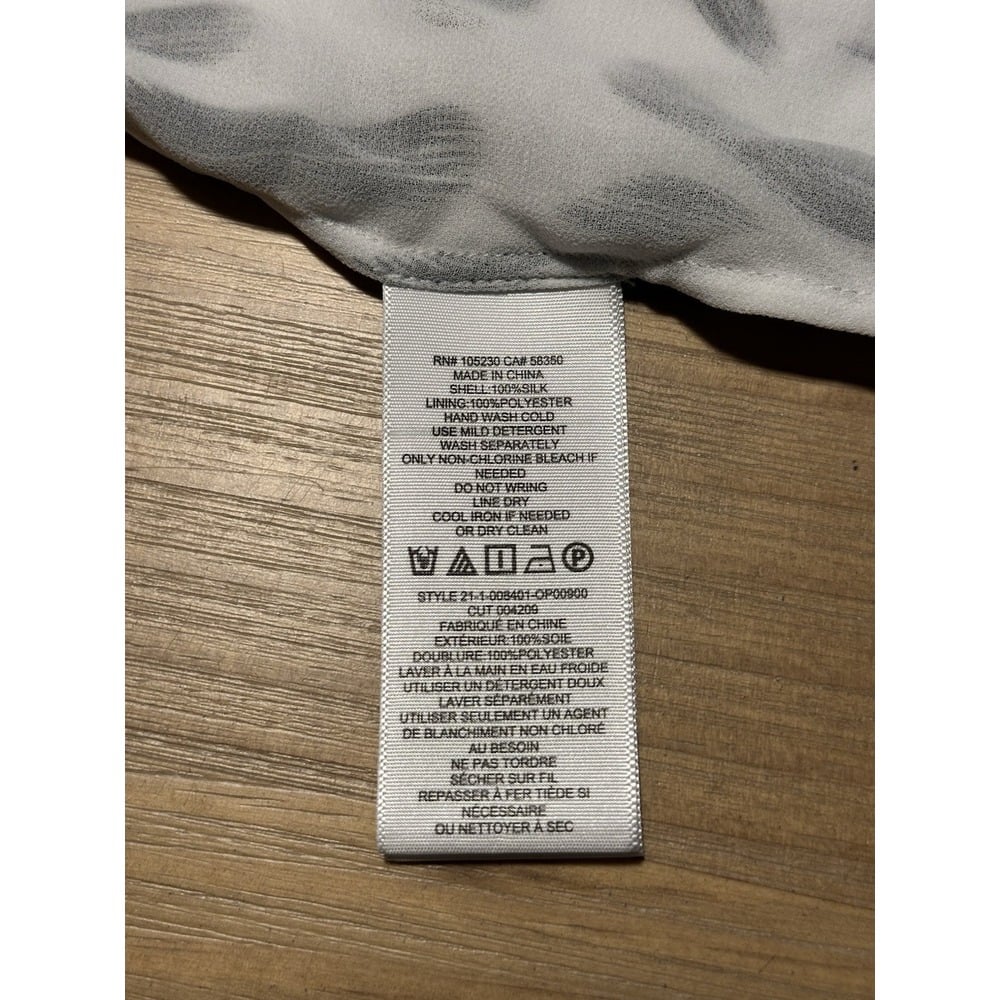 RN# 105230 CA# 58350
MADE IN CHINA
SHELL:100%SILK
LINING:100%POLYESTER
HAND WASH COLD
USE MILD DETERGENT
WASH SEPARATELY
ONLY NON-CHLORINE BLEACH IF
NEEDED
DO NOT WRING
LINE DRY
COOL IRON IF NEEDED
OR DRY CLEAN
P
STYLE 21-1-008401-OP00900
CUT 004209
FABRIQUÉ EN CHINE
EXTÉRIEUR:100%SOIE
DOUBLURE:100%POLYESTER
LAVER À LA MAIN EN EAU FROIDE
UTILISER UN DÉTERGENT DOUX
LAVER SÉPARÉMENT
UTILISER SEULEMENT UN AGENT
DE BLANCHIMENT NON CHLORÉ
AU BESOIN
NE PAS TORDRE
SÉCHER SUR FIL
REPASSER À FER TIÈDE SI
NÉCESSAIRE
OU NETTOYER À SEC